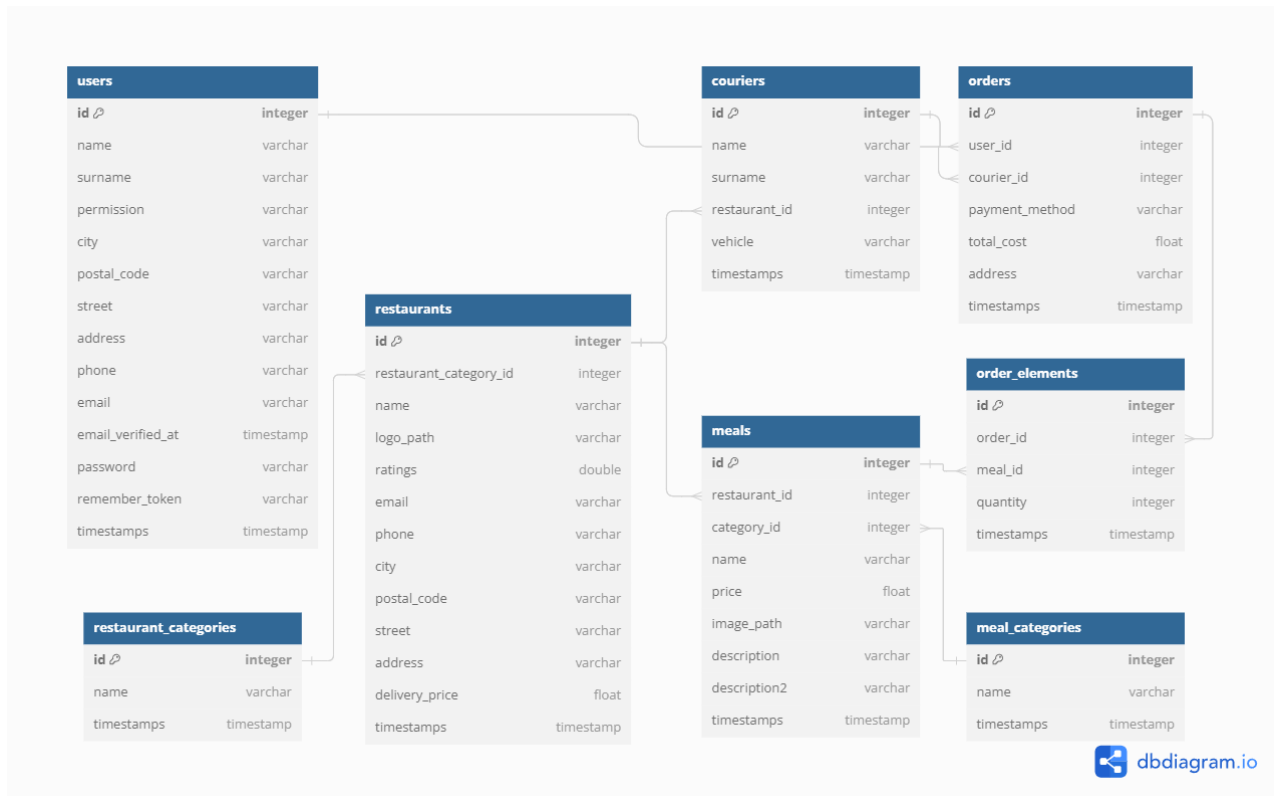 users
id integer
name varchar
surname varchar
permission varchar
city varchar
postal_code varchar
street varchar
address varchar
phone varchar
email varchar
email_verified_at timestamp
password varchar
remember_token varchar
timestamps timestamp
restaurant_categories
id integer
name varchar
timestamps timestamp
restaurants
id integer
restaurant_category_id integer
name varchar
logo_path varchar
ratings double
email varchar
phone varchar
city varchar
postal_code varchar
street varchar
address varchar
delivery_price float
timestamps timestamp
couriers
id integer
name varchar
surname varchar
restaurant_id integer
vehicle varchar
timestamps timestamp
meals
id integer
restaurant_id integer
category_id integer
name varchar
price float
image_path varchar
description varchar
description2 varchar
timestamps timestamp
orders
id integer
user_id integer
courier_id integer
payment_method varchar
total_cost float
address varchar
timestamps timestamp
order_elements
id integer
order_id integer
meal_id integer
quantity integer
timestamps timestamp
meal_categories
id integer
name varchar
timestamps timestamp
dbdiagram.io